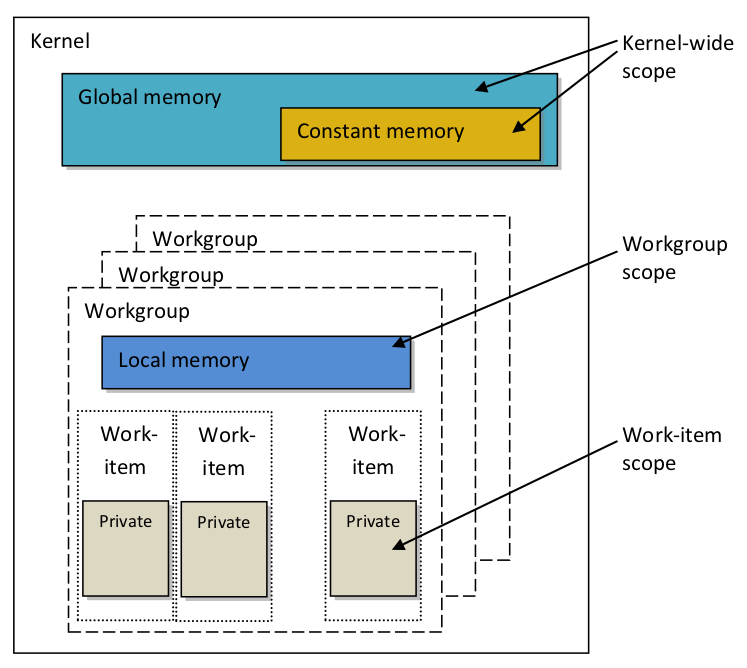 Kernel
Kernel-wide
scope
Global memory
Constant memory
Workgroup
Workgroup
Workgroup
Workgroup
scope
Local memory
Work-
item
Work-
item
Work-
item
Work-item
scope
Private
Private
Private